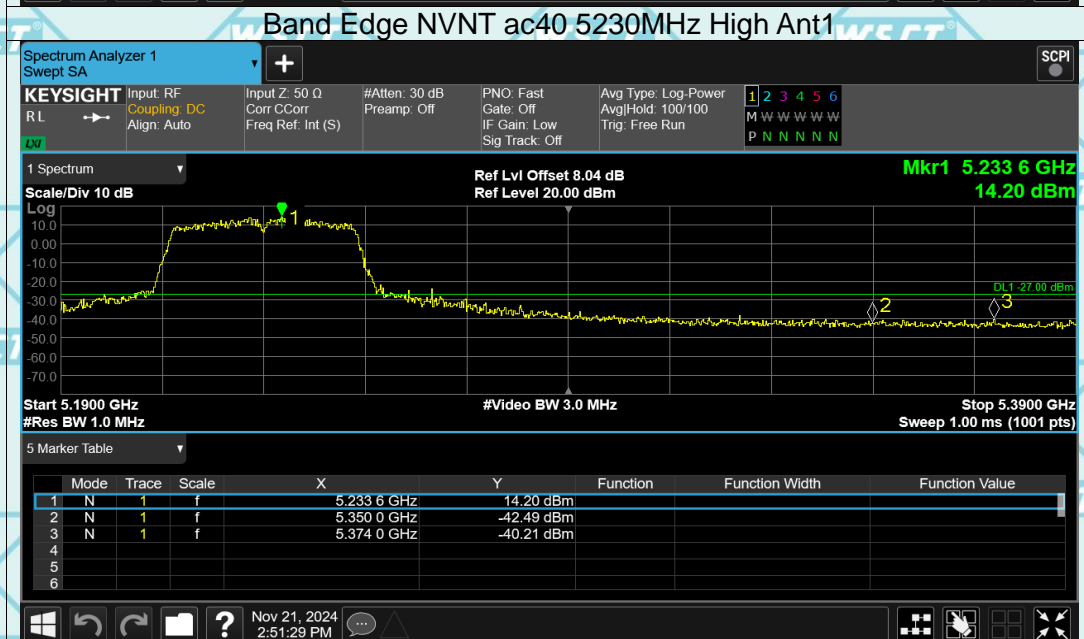 Band Edge NVNT ac40 5230MHz High Ant1
Spectrum Analyzer 1
Swept SA
+
SCPI
KEYSIGHT Input: RF Input Z: 50 Ω #Atten: 30 dB PNO: Fast Avg Type: Log-Power 1 2 3 4 5 6
RL Coupling: DC Corr CCorr Preamp: Off Gate: Off Avg|Hold: 100/100 M W W W W W
Align: Auto Freq Ref: Int (S) IF Gain: Low Trig: Free Run
LXI Sig Track: Off P N N N N N
1 Spectrum Ref Lvl Offset 8.04 dB Mkr1 5.233 6 GHz
Scale/Div 10 dB Ref Level 20.00 dBm 14.20 dBm
Log
1
10.0
0.00
-10.0
-20.0
DL1 -27.00 dBm
-30.0
2
3
-40.0
-50.0
-60.0
-70.0
Start 5.1900 GHz #Video BW 3.0 MHz Stop 5.3900 GHz
#Res BW 1.0 MHz Sweep 1.00 ms (1001 pts)
5 Marker Table
Mode Trace Scale X Y Function Function Width Function Value
1 N 1 f 5.233 6 GHz 14.20 dBm
2 N 1 f 5.350 0 GHz -42.49 dBm
3 N 1 f 5.374 0 GHz -40.21 dBm
4
5
6
? Nov 21, 2024
2:51:29 PM